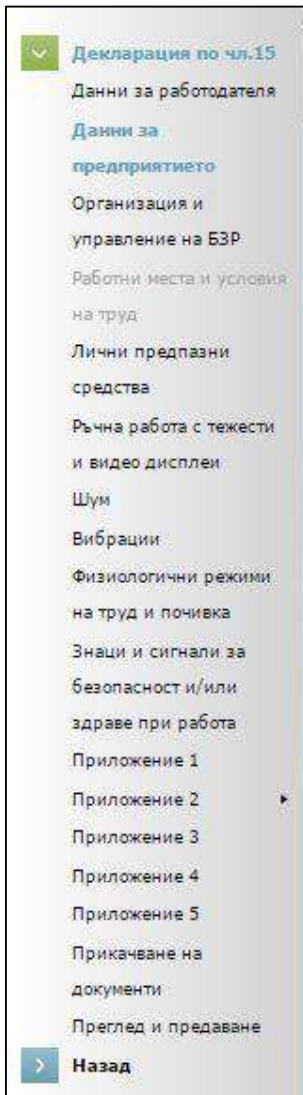 Декларация по чл.15
Данни за работодателя
Данни за
предприятието
Организация и
управление на БЗР
Работни места и условия
на труд
Лични предпазни
средства
Ръчна работа с тежести
и видео дисплеи
Шум
Вибрации
Физиологични режими
на труд и почивка
Знаци и сигнали за
безопасност и/или
здраве при работа
Приложение 1
Приложение 2
Приложение 3
Приложение 4
Приложение 5
Прикачване на
документи
Преглед и предаване
Назад